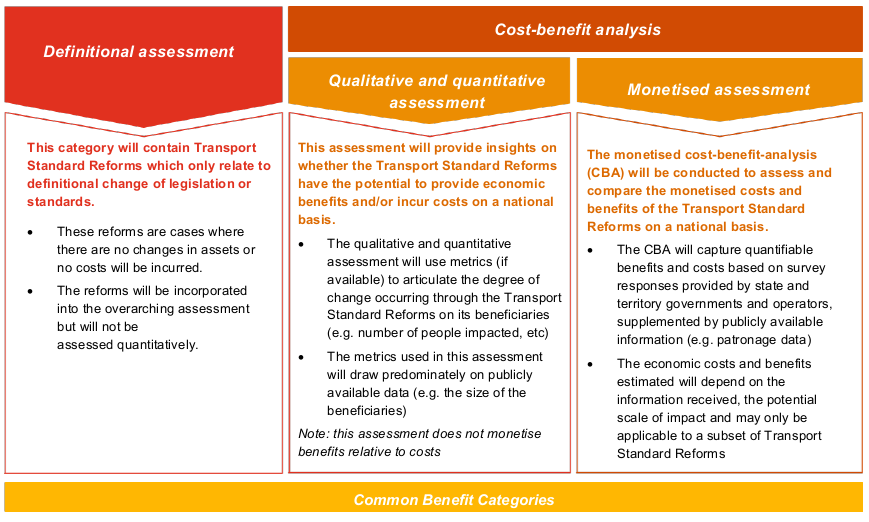 Definitional assessment
Cost-benefit analysis
Qualitative and quantitative
assessment
Monetised assessment
This category will contain Transport
Standard Reforms which only relate to
definitional change of legislation or
standards.
• These reforms are cases where
there are no changes in assets or
no costs will be incurred.
• The reforms will be incorporated
into the overarching assessment
but will not be
assessed quantitatively.
This assessment will provide insights on
whether the Transport Standard Reforms
have the potential to provide economic
benefits and/or incur costs on a national
basis.
• The qualitative and quantitative
assessment will use metrics (if
available) to articulate the degree of
change occurring through the Transport
Standard Reforms on its beneficiaries
(e.g. number of people impacted, etc)
• The metrics used in this assessment
will draw predominately on publicly
available data (e.g. the size of the
beneficiaries)
Note: this assessment does not monetise
benefits relative to costs
The monetised cost-benefit-analysis
(CBA) will be conducted to assess and
compare the monetised costs and
benefits of the Transport Standard
Reforms on a national basis.
• The CBA will capture quantifiable
benefits and costs based on survey
responses provided by state and
territory governments and operators,
supplemented by publicly available
information (e.g. patronage data)
• The economic costs and benefits
estimated will depend on the
information received, the potential
scale of impact and may only be
applicable to a subset of Transport
Standard Reforms
Common Benefit Categories